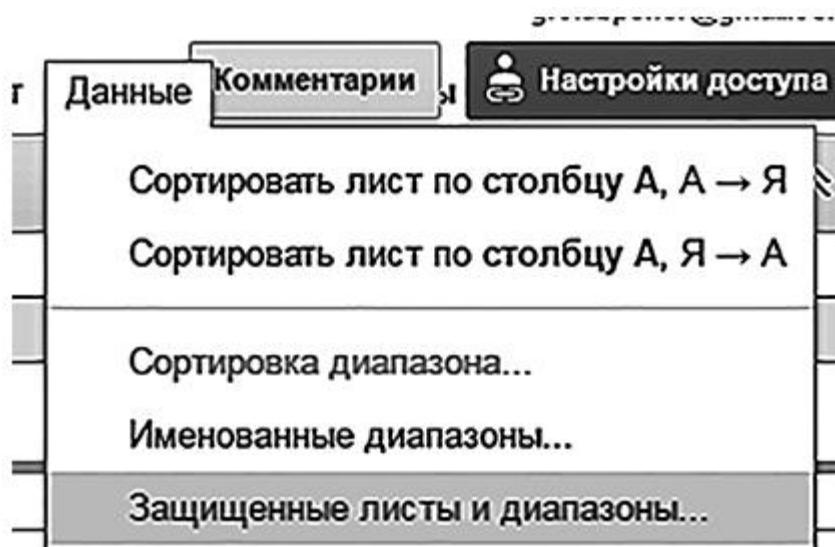 Данные
Комментарии
Настройки доступа
Сортировать лист по столбцу А, А → Я
Сортировать лист по столбцу А, Я → А
Сортировка диапазона...
Именованные диапазоны...
Защищенные листы и диапазоны...